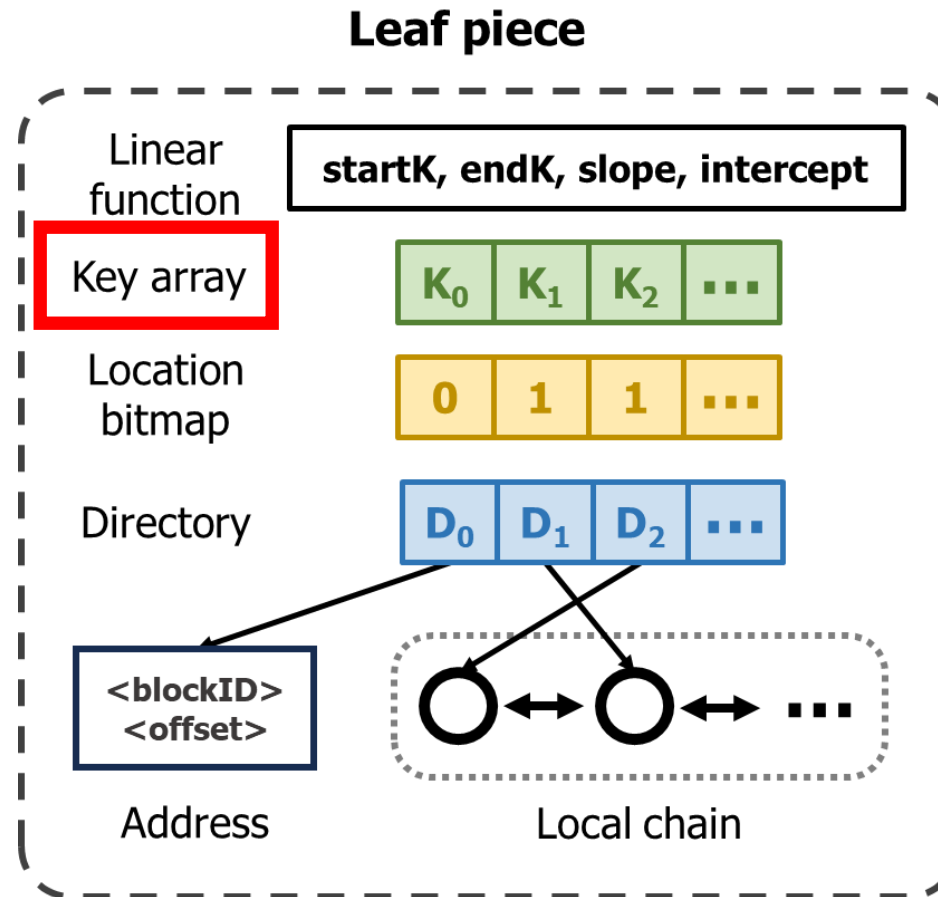 Leaf piece
Linear
function
startK, endK, slope, intercept
Key array
K₀ K₁ K₂ ...
Location
bitmap
0 1 1 ...
Directory
D₀ D₁ D₂ ...
<blockID>
<offset>
...
Address
Local chain